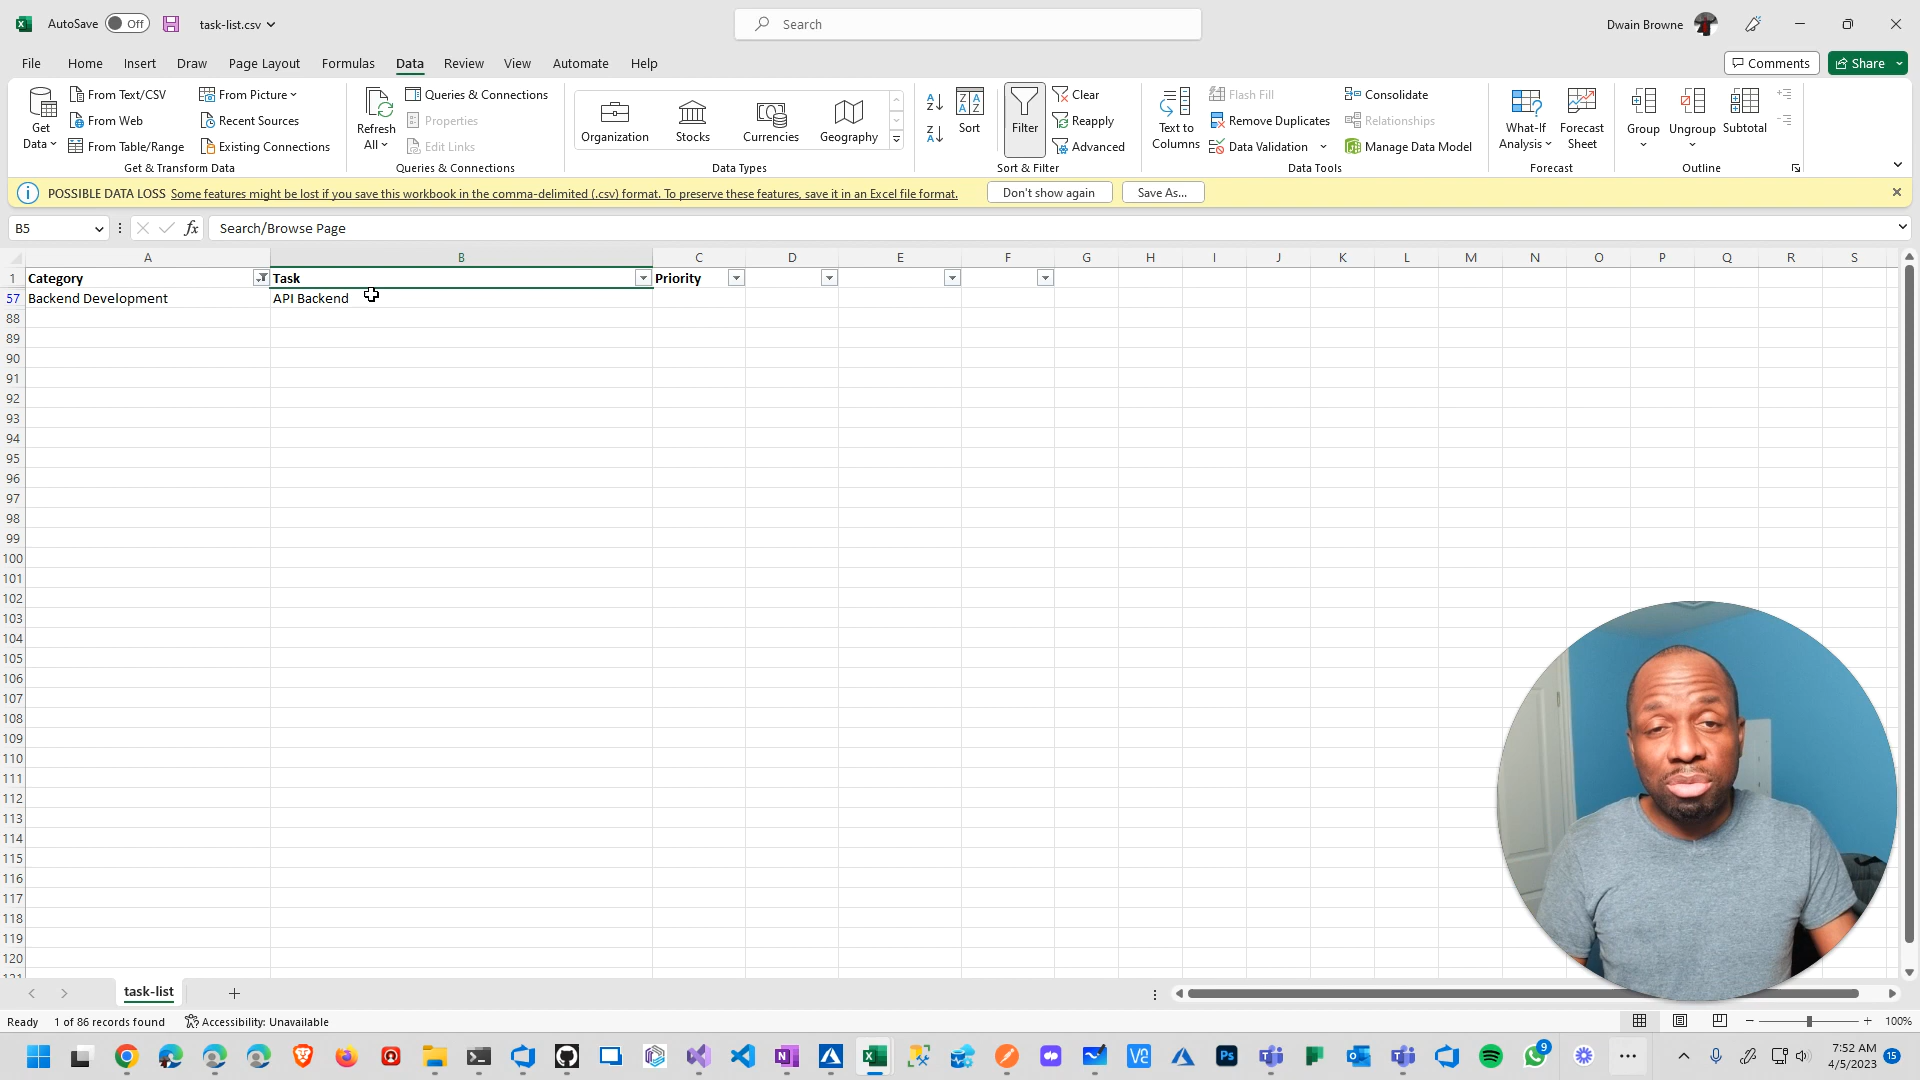 AutoSave Off task-list.csv Search Dwain Browne
File Home Insert Draw Page Layout Formulas Data Review View Automate Help Comments Share
Get Data From Text/CSV From Web From Table/Range From Picture Recent Sources Existing Connections
Get & Transform Data
Refresh All Queries & Connections Properties Edit Links
Queries & Connections
Organization Stocks Currencies Geography
Data Types
Sort Filter Clear Reapply Advanced
Sort & Filter
Text to Columns Flash Fill Remove Duplicates Data Validation Consolidate Relationships Manage Data Model
Data Tools
What-If Analysis Forecast Sheet
Forecast
Group Ungroup Subtotal
Outline
POSSIBLE DATA LOSS Some features might be lost if you save this workbook in the comma-delimited (.csv) format. To preserve these features, save it in an Excel file format. Don't show again Save As...
B5 fx Search/Browse Page
A B C D E F G H I J K L M N O P Q R S
1 Category Task Priority
57 Backend Development API Backend
88
89
90
91
92
93
94
95
96
97
98
99
100
101
102
103
104
105
106
107
108
109
110
111
112
113
114
115
116
117
118
119
120
121
task-list
Ready 1 of 86 records found Accessibility: Unavailable 100%
7:52 AM
4/5/2023
9
15
Ps